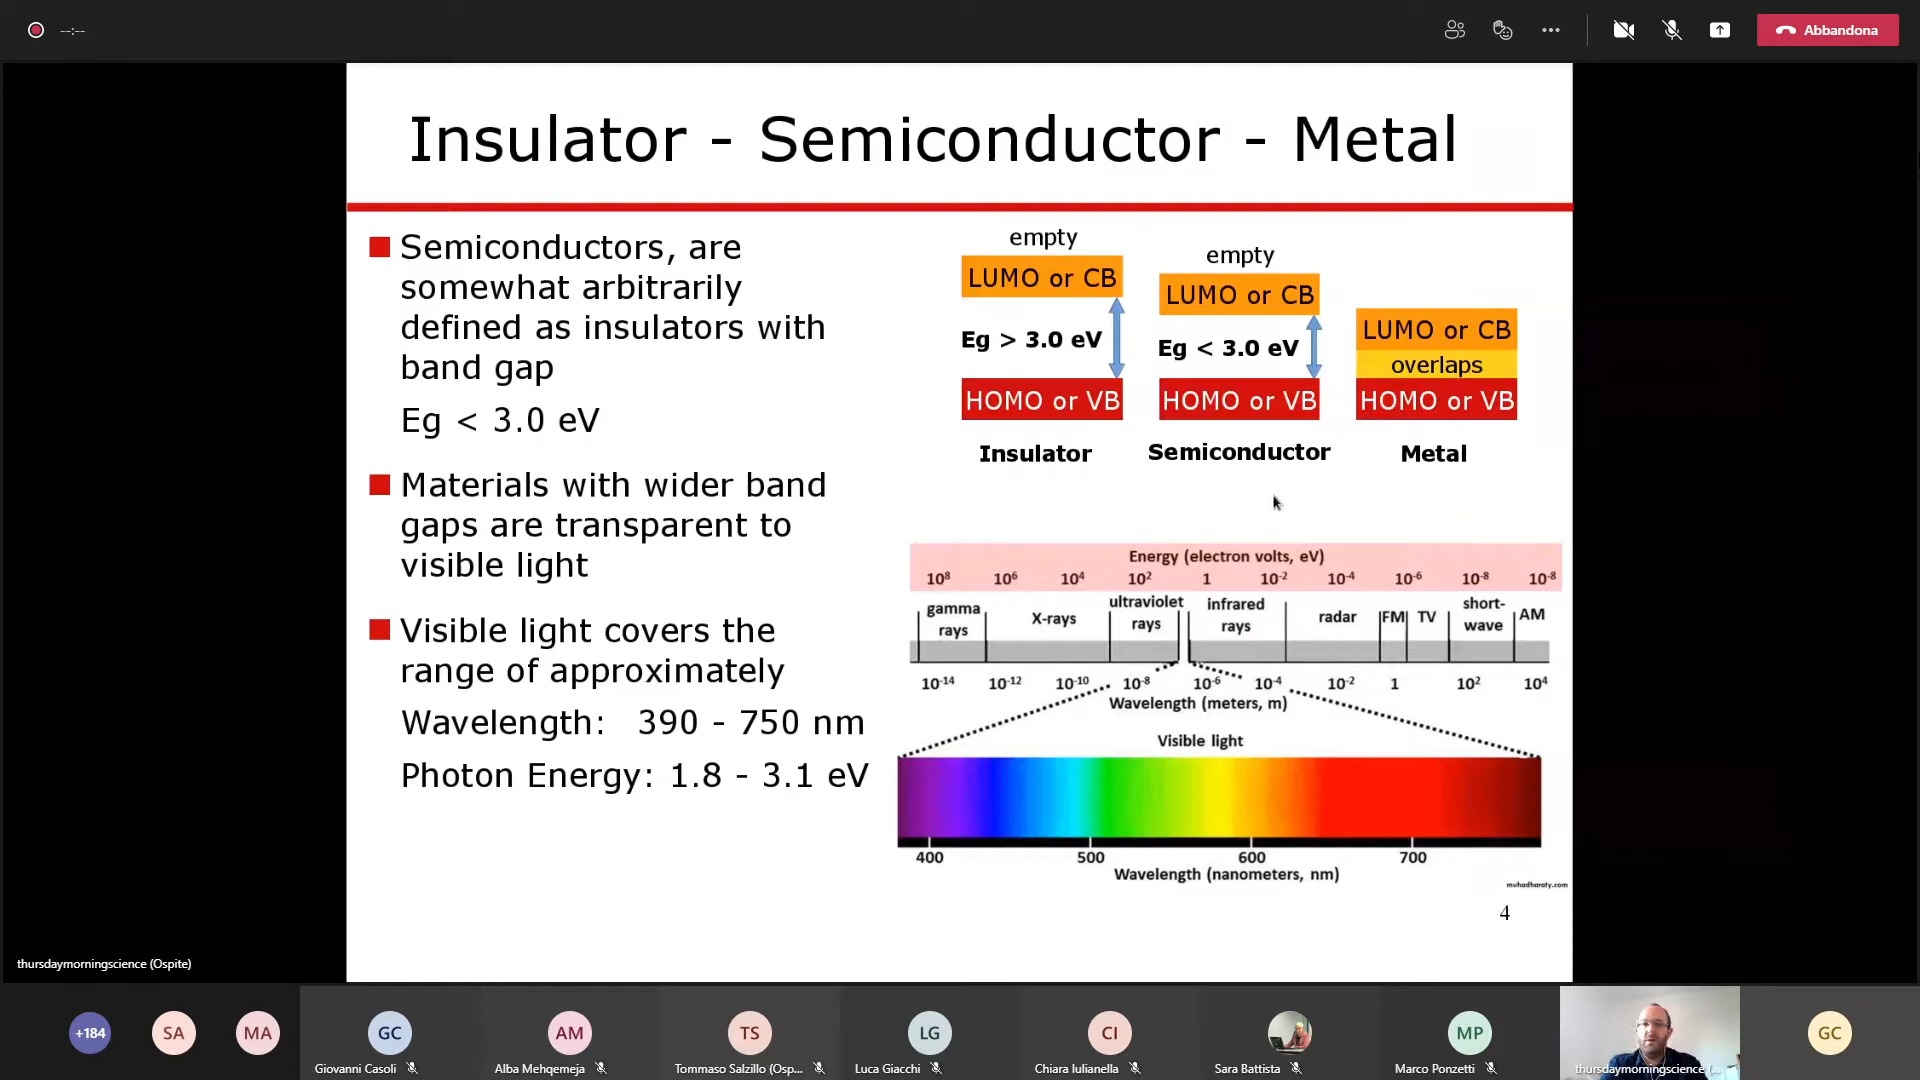 --:--
Abbandona
Insulator - Semiconductor - Metal
Semiconductors, are
somewhat arbitrarily
defined as insulators with
band gap
Eg < 3.0 eV
Materials with wider band
gaps are transparent to
visible light
Visible light covers the
range of approximately
Wavelength: 390 - 750 nm
Photon Energy: 1.8 - 3.1 eV
empty
LUMO or CB
Eg > 3.0 eV
HOMO or VB
Insulator
empty
LUMO or CB
Eg < 3.0 eV
HOMO or VB
Semiconductor
LUMO or CB
overlaps
HOMO or VB
Metal
Energy (electron volts, eV)
10⁸ 10⁶ 10⁴ 10² 1 10⁻² 10⁻⁴ 10⁻⁶ 10⁻⁸ 10⁻⁸
gamma rays
X-rays
ultraviolet rays
infrared rays
radar
FM
TV
short-wave
AM
10⁻¹⁴ 10⁻¹² 10⁻¹⁰ 10⁻⁸ 10⁻⁶ 10⁻⁴ 10⁻² 1 10² 10⁴
Wavelength (meters, m)
Visible light
400 500 600 700
Wavelength (nanometers, nm)
muhadharaty.com
4
thursdaymorningscience (Ospite)
+184
SA
MA
GC
Giovanni Casoli
AM
Alba Mehqemeja
TS
Tommaso Salzillo (Osp...
LG
Luca Giacchi
CI
Chiara Iulianella
Sara Battista
MP
Marco Ponzetti
thursdaymorningscience (...
GC